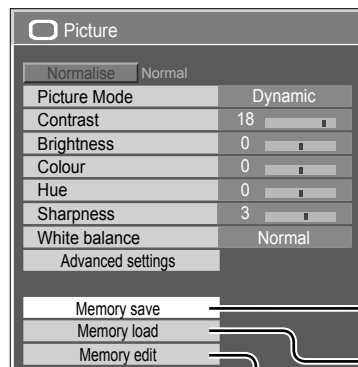 Picture
Normalise Normal
Picture Mode Dynamic
Contrast 18
Brightness 0
Colour 0
Hue 0
Sharpness 3
White balance Normal
Advanced settings
Memory save
Memory load
Memory edit